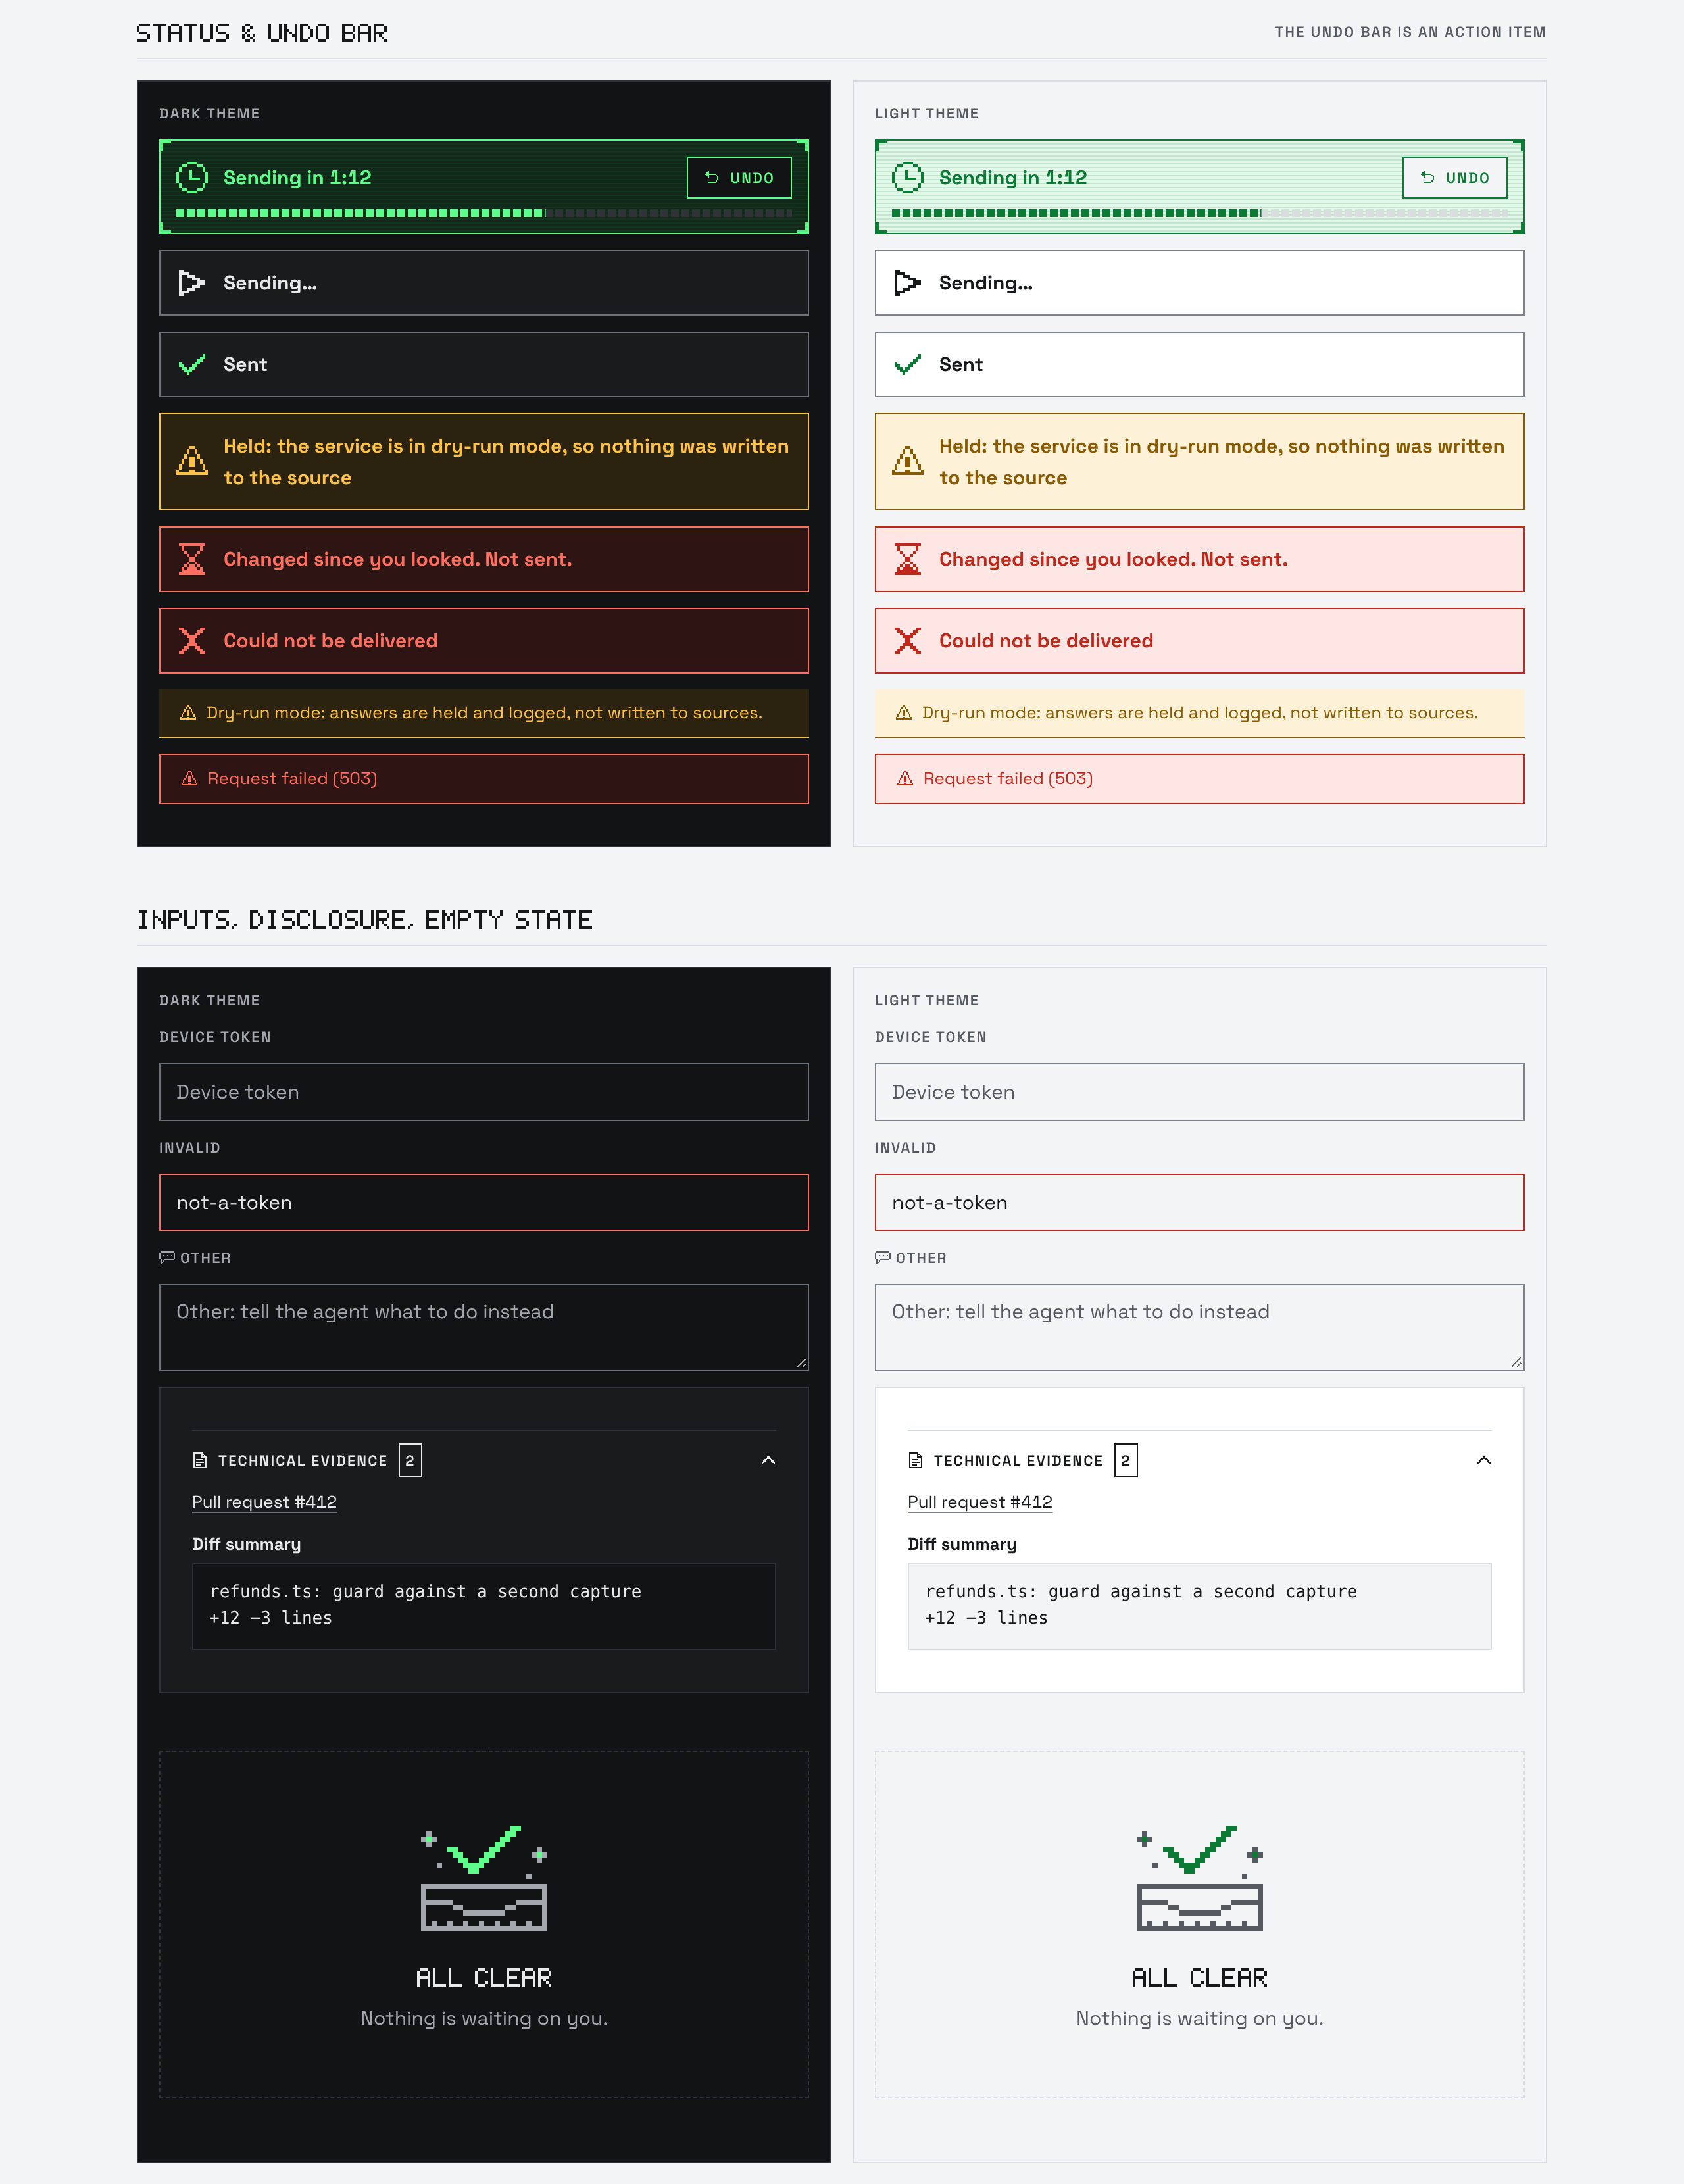 STATUS & UNDO BAR
THE UNDO BAR IS AN ACTION ITEM
DARK THEME
Sending in 1:12
UNDO
Sending…
Sent
Held: the service is in dry-run mode, so nothing was written
to the source
Changed since you looked. Not sent.
Could not be delivered
Dry-run mode: answers are held and logged, not written to sources.
Request failed (503)
LIGHT THEME
Sending in 1:12
UNDO
Sending…
Sent
Held: the service is in dry-run mode, so nothing was written
to the source
Changed since you looked. Not sent.
Could not be delivered
Dry-run mode: answers are held and logged, not written to sources.
Request failed (503)
INPUTS, DISCLOSURE, EMPTY STATE
DARK THEME
DEVICE TOKEN
Device token
INVALID
not-a-token
OTHER
Other: tell the agent what to do instead
TECHNICAL EVIDENCE 2
Pull request #412
Diff summary
refunds.ts: guard against a second capture
+12 −3 lines
ALL CLEAR
Nothing is waiting on you.
LIGHT THEME
DEVICE TOKEN
Device token
INVALID
not-a-token
OTHER
Other: tell the agent what to do instead
TECHNICAL EVIDENCE 2
Pull request #412
Diff summary
refunds.ts: guard against a second capture
+12 −3 lines
ALL CLEAR
Nothing is waiting on you.